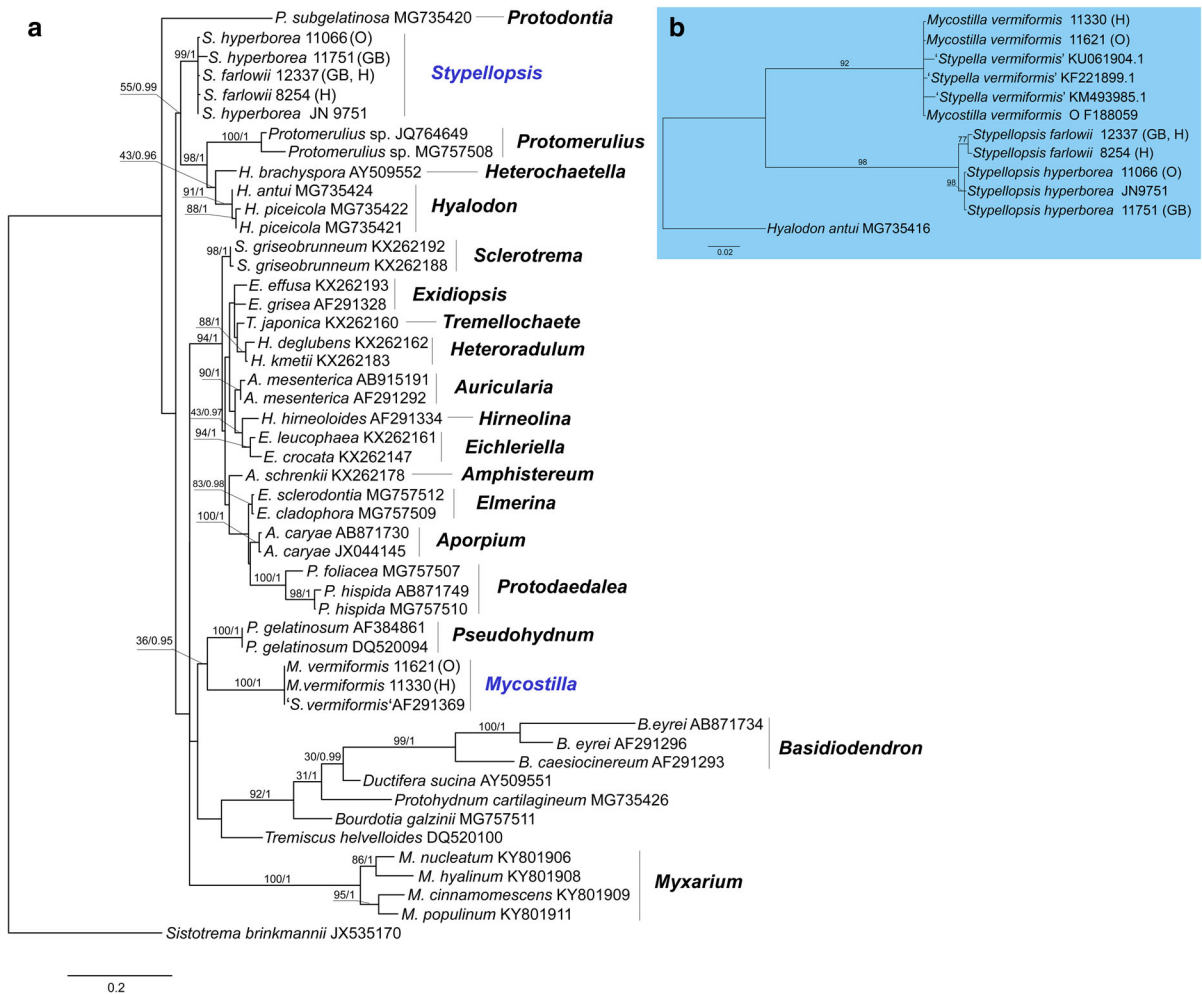 a
P. subgelatinosa MG735420
Protodontia
S. hyperborea 11066 (O)
S. hyperborea 11751 (GB)
S. farlowii 12337 (GB, H)
S. farlowii 8254 (H)
S. hyperborea JN 9751
99/1
Stypellopsis
55/0.99
Protomerulius sp. JQ764649
Protomerulius sp. MG757508
100/1
Protomerulius
98/1
43/0.96
H. brachyspora AY509552
Heterochaetella
H. antui MG735424
H. piceicola MG735422
H. piceicola MG735421
91/1
88/1
Hyalodon
S. griseobrunneum KX262192
S. griseobrunneum KX262188
98/1
Sclerotrema
E. effusa KX262193
E. grisea AF291328
Exidiopsis
T. japonica KX262160
Tremellochaete
88/1
94/1
H. deglubens KX262162
H. kmetii KX262183
Heteroradulum
A. mesenterica AB915191
A. mesenterica AF291292
90/1
Auricularia
43/0.97
H. hirneoloides AF291334
Hirneolina
94/1
E. leucophaea KX262161
E. crocata KX262147
Eichleriella
A. schrenkii KX262178
Amphistereum
83/0.98
E. sclerodontia MG757512
E. cladophora MG757509
Elmerina
100/1
A. caryae AB871730
A. caryae JX044145
Aporpium
P. foliacea MG757507
P. hispida AB871749
P. hispida MG757510
100/1
98/1
Protodaedalea
P. gelatinosum AF384861
P. gelatinosum DQ520094
100/1
Pseudohydnum
36/0.95
M. vermiformis 11621 (O)
M.vermiformis 11330 (H)
‘S. vermiformis‘AF291369
100/1
Mycostilla
B.eyrei AB871734
B. eyrei AF291296
B. caesiocinereum AF291293
100/1
99/1
Basidiodendron
30/0.99
Ductifera sucina AY509551
31/1
Protohydnum cartilagineum MG735426
92/1
Bourdotia galzinii MG757511
Tremiscus helvelloides DQ520100
M. nucleatum KY801906
M. hyalinum KY801908
M. cinnamomescens KY801909
M. populinum KY801911
86/1
100/1
95/1
Myxarium
Sistotrema brinkmannii JX535170
0.2
b
Mycostilla vermiformis 11330 (H)
Mycostilla vermiformis 11621 (O)
‘Stypella vermiformis’ KU061904.1
‘Stypella vermiformis’ KF221899.1
‘Stypella vermiformis’ KM493985.1
Mycostilla vermiformis O F188059
92
Stypellopsis farlowii 12337 (GB, H)
Stypellopsis farlowii 8254 (H)
Stypellopsis hyperborea 11066 (O)
Stypellopsis hyperborea JN9751
Stypellopsis hyperborea 11751 (GB)
77
98
98
Hyalodon antui MG735416
0.02